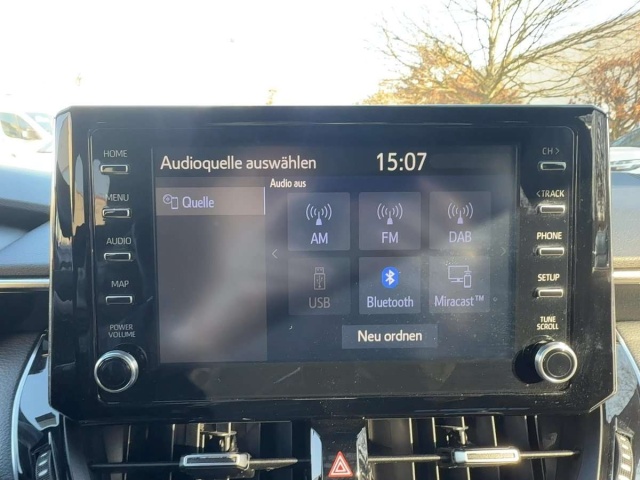 HOME
MENU
AUDIO
MAP
POWER
VOLUME
Audioquelle auswählen 15:07
Quelle
Audio aus
AM FM DAB
USB Bluetooth Miracast™
Neu ordnen
CH >
< TRACK
PHONE
SETUP
TUNE
SCROLL